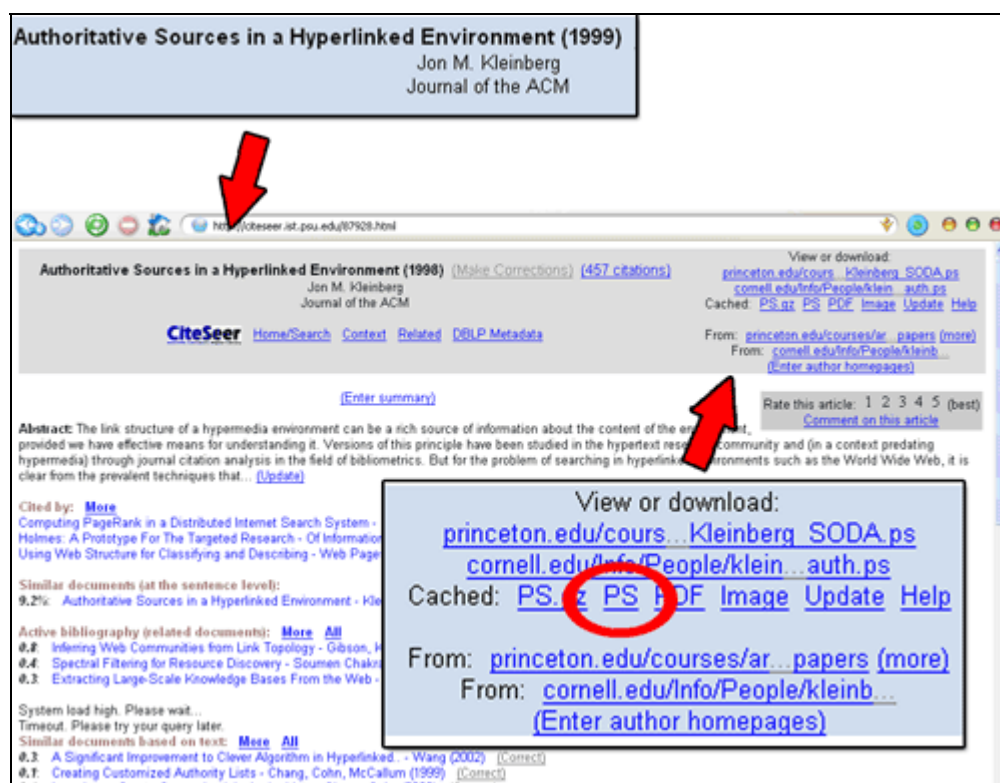 Authoritative Sources in a Hyperlinked Environment (1999)
Jon M. Kleinberg
Journal of the ACM
http://citeseer.ist.psu.edu/87928.html
Authoritative Sources in a Hyperlinked Environment (1998) (Make Corrections) (457 citations)
Jon M. Kleinberg
Journal of the ACM
CiteSeer Home/Search Context Related DBLP Metadata
View or download:
princeton.edu/cours...Kleinberg_SODA.ps
cornell.edu/Info/People/klein...auth.ps
Cached: PS.gz PS PDF Image Update Help
From: princeton.edu/courses/ar...papers (more)
From: cornell.edu/Info/People/kleinb...
(Enter author homepages)
(Enter summary)
Rate this article: 1 2 3 4 5 (best)
Comment on this article
Abstract: The link structure of a hypermedia environment can be a rich source of information about the content of the
provided we have effective means for understanding it. Versions of this principle have been studied in the hypertext community and (in a context predating
hypermedia) through journal citation analysis in the field of bibliometrics. But for the problem of searching in hyperlinked environments such as the World Wide Web, it is
clear from the prevalent techniques that... (Update)
Cited by: More
Computing PageRank in a Distributed Internet Search System -
Holmes: A Prototype For The Targeted Research - Of Information
Using Web Structure for Classifying and Describing - Web Page
Similar documents (at the sentence level):
9.2%: Authoritative Sources in a Hyperlinked Environment - Kle
Active bibliography (related documents): More All
0.8: Inferring Web Communities from Link Topology - Gibson, K
0.4: Spectral Filtering for Resource Discovery - Soumen Chakra
0.3: Extracting Large-Scale Knowledge Bases From the Web -
System load high. Please wait...
Timeout. Please try your query later.
Similar documents based on text: More All
0.3: A Significant Improvement to Clever Algorithm in Hyperlinked.. - Wang (2002) (Correct)
0.1: Creating Customized Authority Lists - Chang, Cohn, McCallum (1999) (Correct)
View or download:
princeton.edu/cours...Kleinberg_SODA.ps
cornell.edu/Info/People/klein...auth.ps
Cached: PS.gz PS PDF Image Update Help
From: princeton.edu/courses/ar...papers (more)
From: cornell.edu/Info/People/kleinb...
(Enter author homepages)